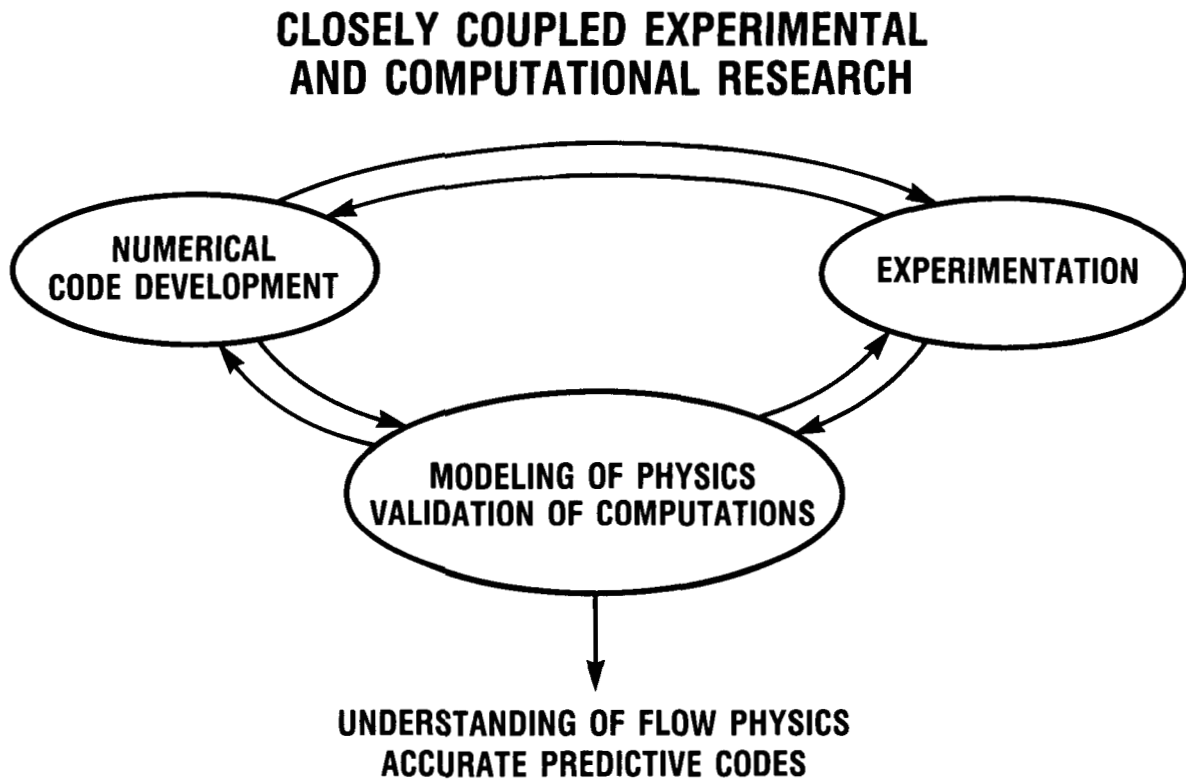 CLOSELY COUPLED EXPERIMENTAL
AND COMPUTATIONAL RESEARCH
NUMERICAL
CODE DEVELOPMENT
EXPERIMENTATION
MODELING OF PHYSICS
VALIDATION OF COMPUTATIONS
UNDERSTANDING OF FLOW PHYSICS
ACCURATE PREDICTIVE CODES